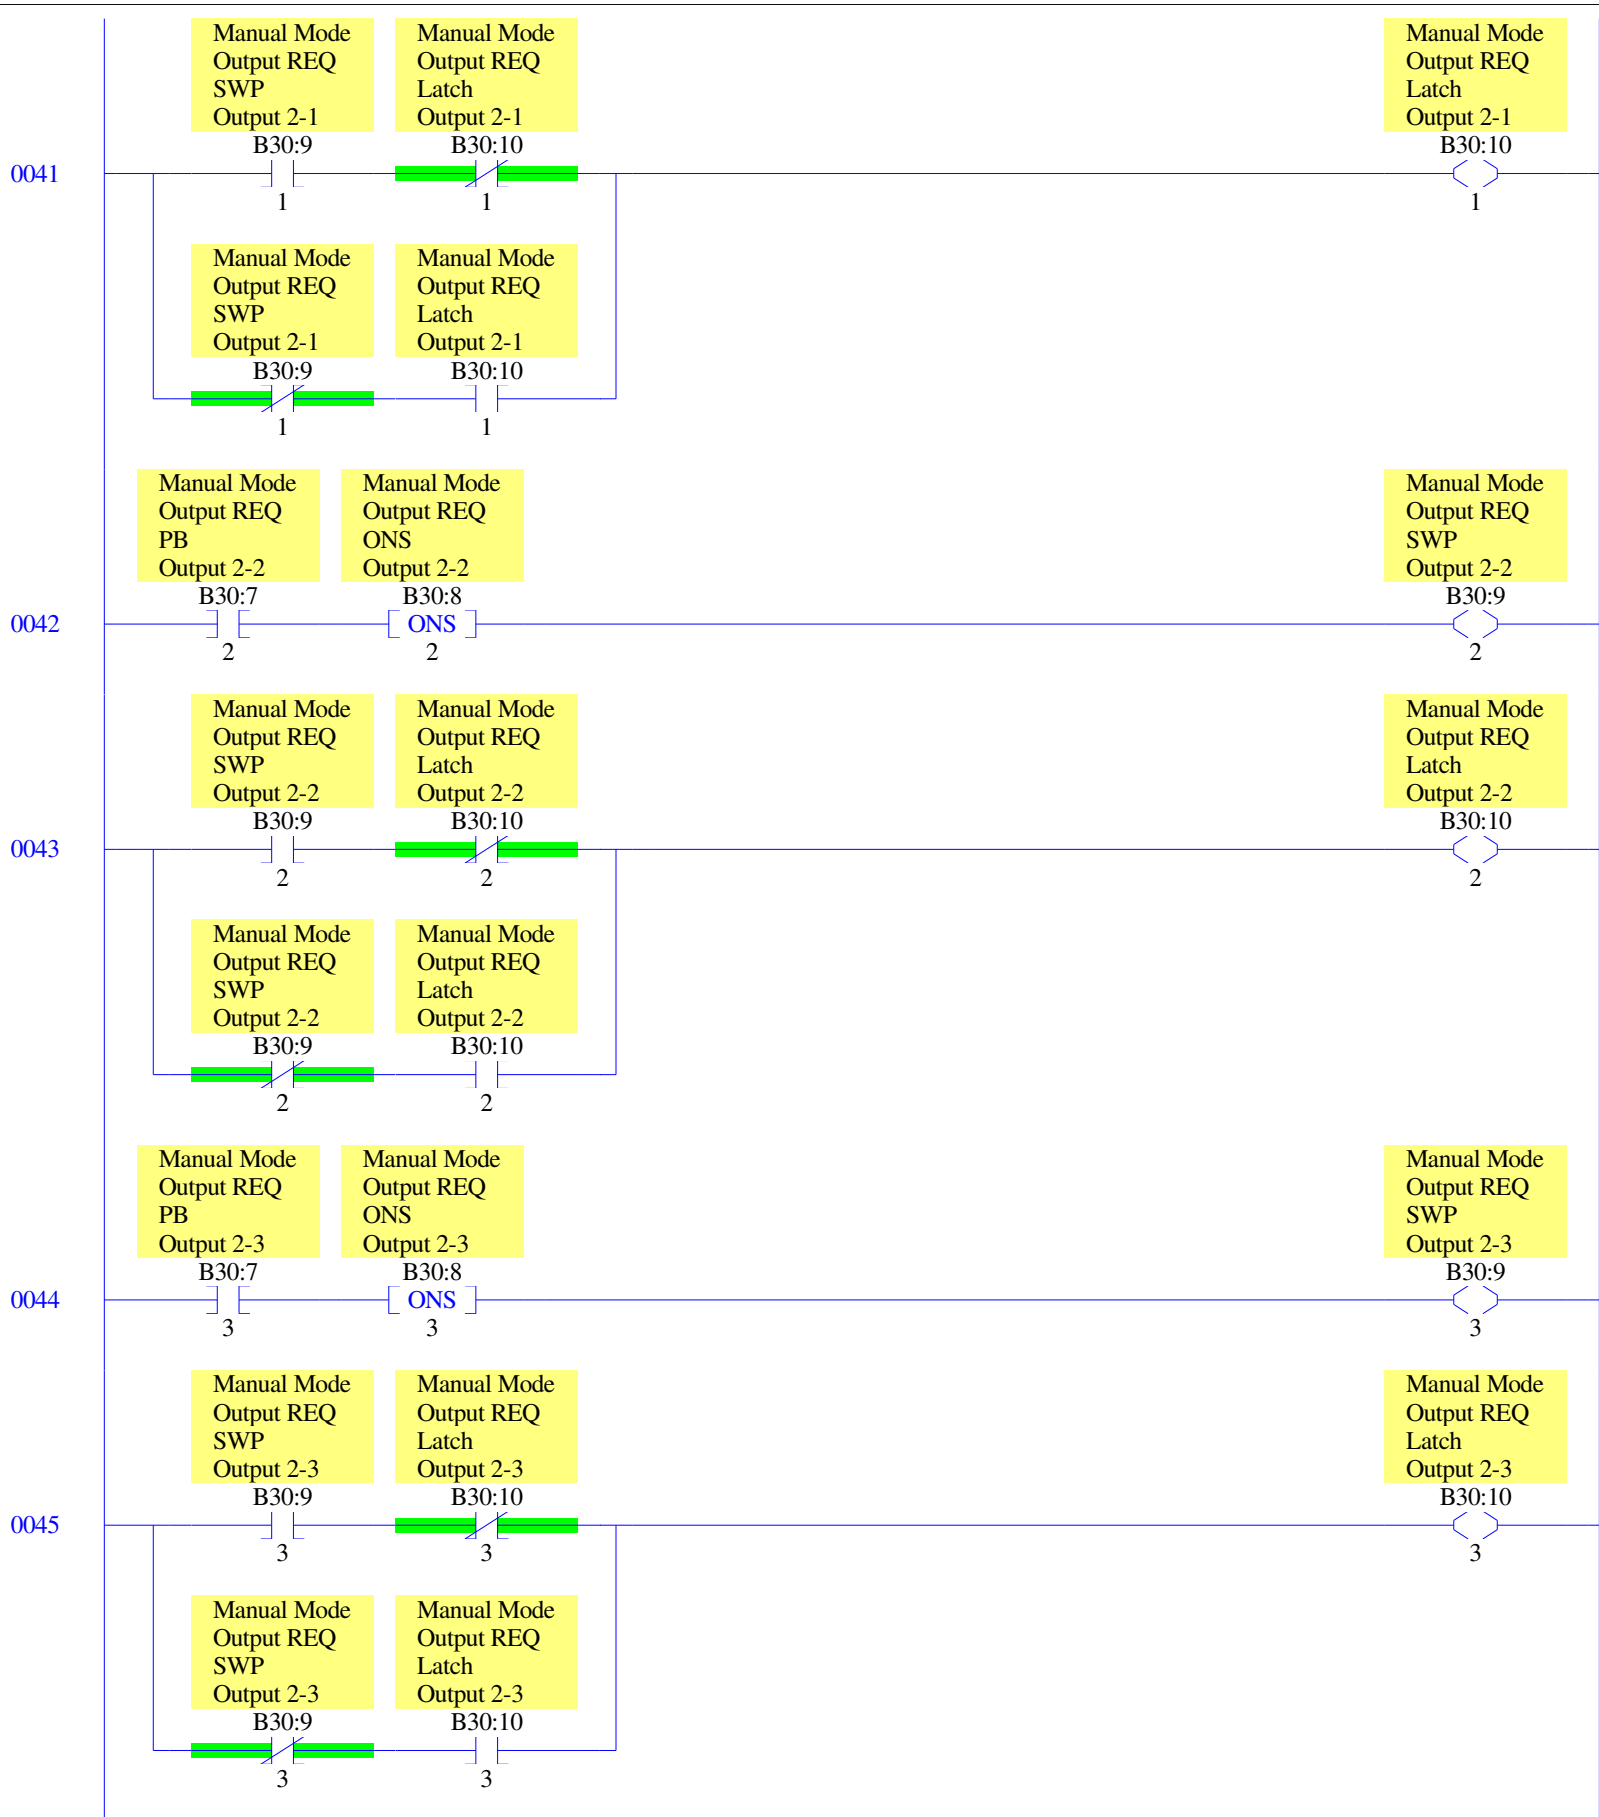 Manual Mode
Output REQ
SWP
Output 2-1
B30:9
1
Manual Mode
Output REQ
Latch
Output 2-1
B30:10
1
Manual Mode
Output REQ
Latch
Output 2-1
B30:10
1
0041
Manual Mode
Output REQ
SWP
Output 2-1
B30:9
1
Manual Mode
Output REQ
Latch
Output 2-1
B30:10
1
Manual Mode
Output REQ
PB
Output 2-2
B30:7
2
Manual Mode
Output REQ
ONS
Output 2-2
B30:8
ONS
2
Manual Mode
Output REQ
SWP
Output 2-2
B30:9
2
0042
Manual Mode
Output REQ
SWP
Output 2-2
B30:9
2
Manual Mode
Output REQ
Latch
Output 2-2
B30:10
2
Manual Mode
Output REQ
Latch
Output 2-2
B30:10
2
0043
Manual Mode
Output REQ
SWP
Output 2-2
B30:9
2
Manual Mode
Output REQ
Latch
Output 2-2
B30:10
2
Manual Mode
Output REQ
PB
Output 2-3
B30:7
3
Manual Mode
Output REQ
ONS
Output 2-3
B30:8
ONS
3
Manual Mode
Output REQ
SWP
Output 2-3
B30:9
3
0044
Manual Mode
Output REQ
SWP
Output 2-3
B30:9
3
Manual Mode
Output REQ
Latch
Output 2-3
B30:10
3
Manual Mode
Output REQ
Latch
Output 2-3
B30:10
3
0045
Manual Mode
Output REQ
SWP
Output 2-3
B30:9
3
Manual Mode
Output REQ
Latch
Output 2-3
B30:10
3